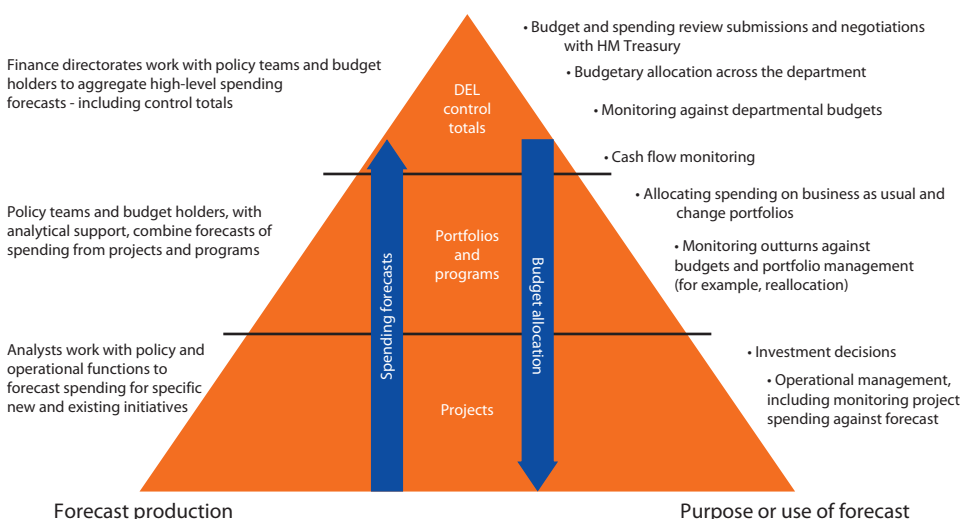 Finance directorates work with policy teams and budget
holders to aggregate high-level spending
forecasts - including control totals
Policy teams and budget holders, with
analytical support, combine forecasts of
spending from projects and programs
Analysts work with policy and
operational functions to
forecast spending for specific
new and existing initiatives
Forecast production
DEL
control
totals
Portfolios
and
programs
Projects
Spending forecasts
Budget allocation
• Budget and spending review submissions and negotiations
with HM Treasury
• Budgetary allocation across the department
• Monitoring against departmental budgets
• Cash flow monitoring
• Allocating spending on business as usual and
change portfolios
• Monitoring outturns against
budgets and portfolio management
(for example, reallocation)
• Investment decisions
• Operational management,
including monitoring project
spending against forecast
Purpose or use of forecast